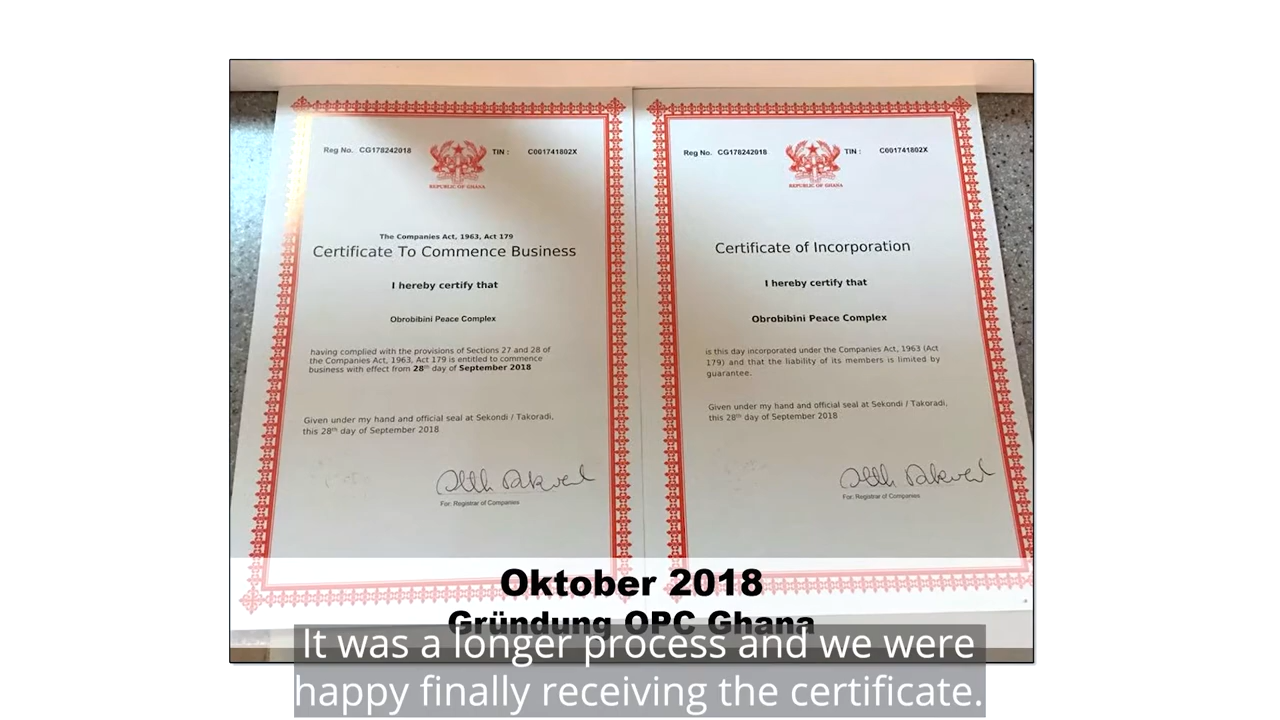 Reg No. CG178242018 TIN : C001741802X
REPUBLIC OF GHANA
The Companies Act, 1963, Act 179
Certificate To Commence Business
I hereby certify that
Obrobibini Peace Complex
having complied with the provisions of Sections 27 and 28 of
the Companies Act, 1963, Act 179 is entitled to commence
business with effect from 28th day of September 2018
Given under my hand and official seal at Sekondi / Takoradi,
this 28th day of September 2018
For: Registrar of Companies
Reg No. CG178242018 TIN : C001741802X
REPUBLIC OF GHANA
Certificate of Incorporation
I hereby certify that
Obrobibini Peace Complex
is this day incorporated under the Companies Act, 1963 (Act
179) and that the liability of its members is limited by
guarantee.
Given under my hand and official seal at Sekondi / Takoradi,
this 28th day of September 2018
For: Registrar of Companies
Oktober 2018
Gründung OPC Ghana
It was a longer process and we were
happy finally receiving the certificate.